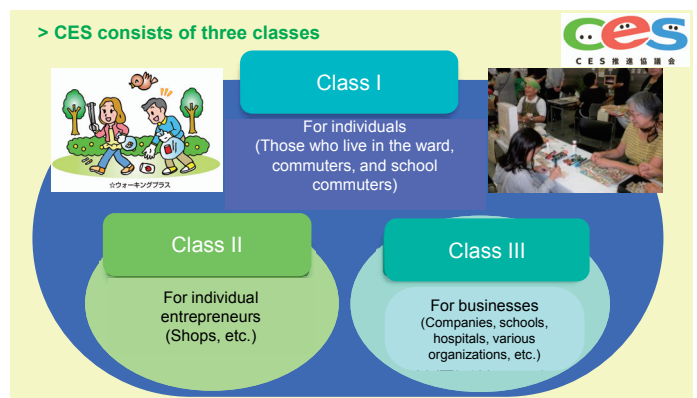 > CES consists of three classes
ces
CES推進協議会
Class I
For individuals
(Those who live in the ward,
commuters, and school
commuters)
☆ウォーキングプラス
Class II
For individual
entrepreneurs
(Shops, etc.)
Class III
For businesses
(Companies, schools,
hospitals, various
organizations, etc.)